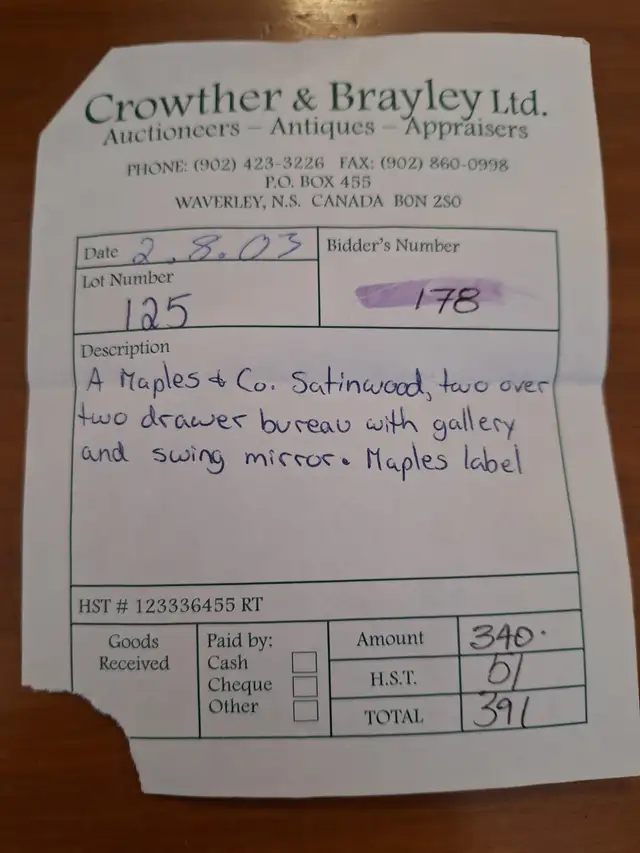 Crowther & Brayley Ltd.
Auctioneers – Antiques – Appraisers
PHONE: (902) 423-3226 FAX: (902) 860-0998
P.O. BOX 455
WAVERLEY, N.S. CANADA B0N 2S0
Date 2.8.03
Bidder's Number
178
Lot Number
125
Description
A Maples & Co. Satinwood, two over
two drawer bureau with gallery
and swing mirror. Maples label
HST # 123336455 RT
Goods
Received
Paid by:
Cash
Cheque
Other
Amount 340.
H.S.T. 51
TOTAL 391